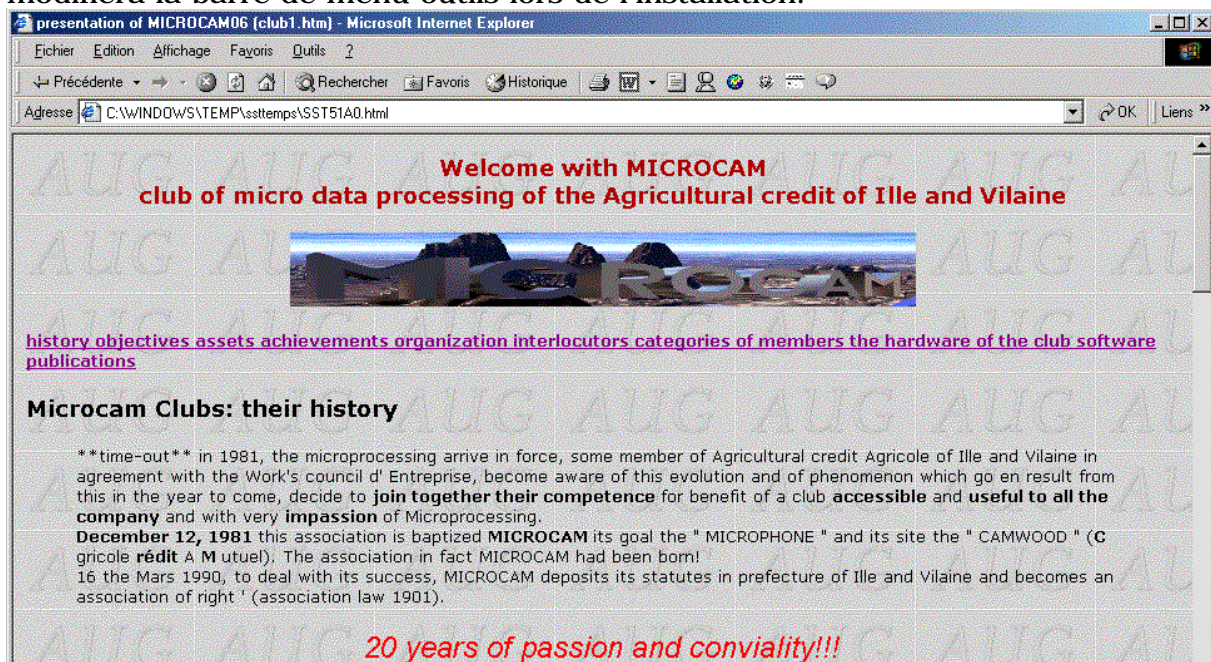 modifiera la barre de menu outils lors de l'installation.
presentation of MICROCAM06 (club1.htm) - Microsoft Internet Explorer
Fichier Edition Affichage Favoris Outils ?
Précédente Rechercher Favoris Historique
Adresse C:\WINDOWS\TEMP\ssttemps\SST51A0.html OK Liens »
Welcome with MICROCAM
club of micro data processing of the Agricultural credit of Ille and Vilaine
MICROCAM
history objectives assets achievements organization interlocutors categories of members the hardware of the club software
publications
Microcam Clubs: their history
**time-out** in 1981, the microprocessing arrive in force, some member of Agricultural credit Agricole of Ille and Vilaine in
agreement with the Work's council d' Entreprise, become aware of this evolution and of phenomenon which go en result from
this in the year to come, decide to join together their competence for benefit of a club accessible and useful to all the
company and with very impassion of Microprocessing.
December 12, 1981 this association is baptized MICROCAM its goal the " MICROPHONE " and its site the " CAMWOOD " (C
gricole rédit A M utuel). The association in fact MICROCAM had been born!
16 the Mars 1990, to deal with its success, MICROCAM deposits its statutes in prefecture of Ille and Vilaine and becomes an
association of right ' (association law 1901).
20 years of passion and conviality!!!